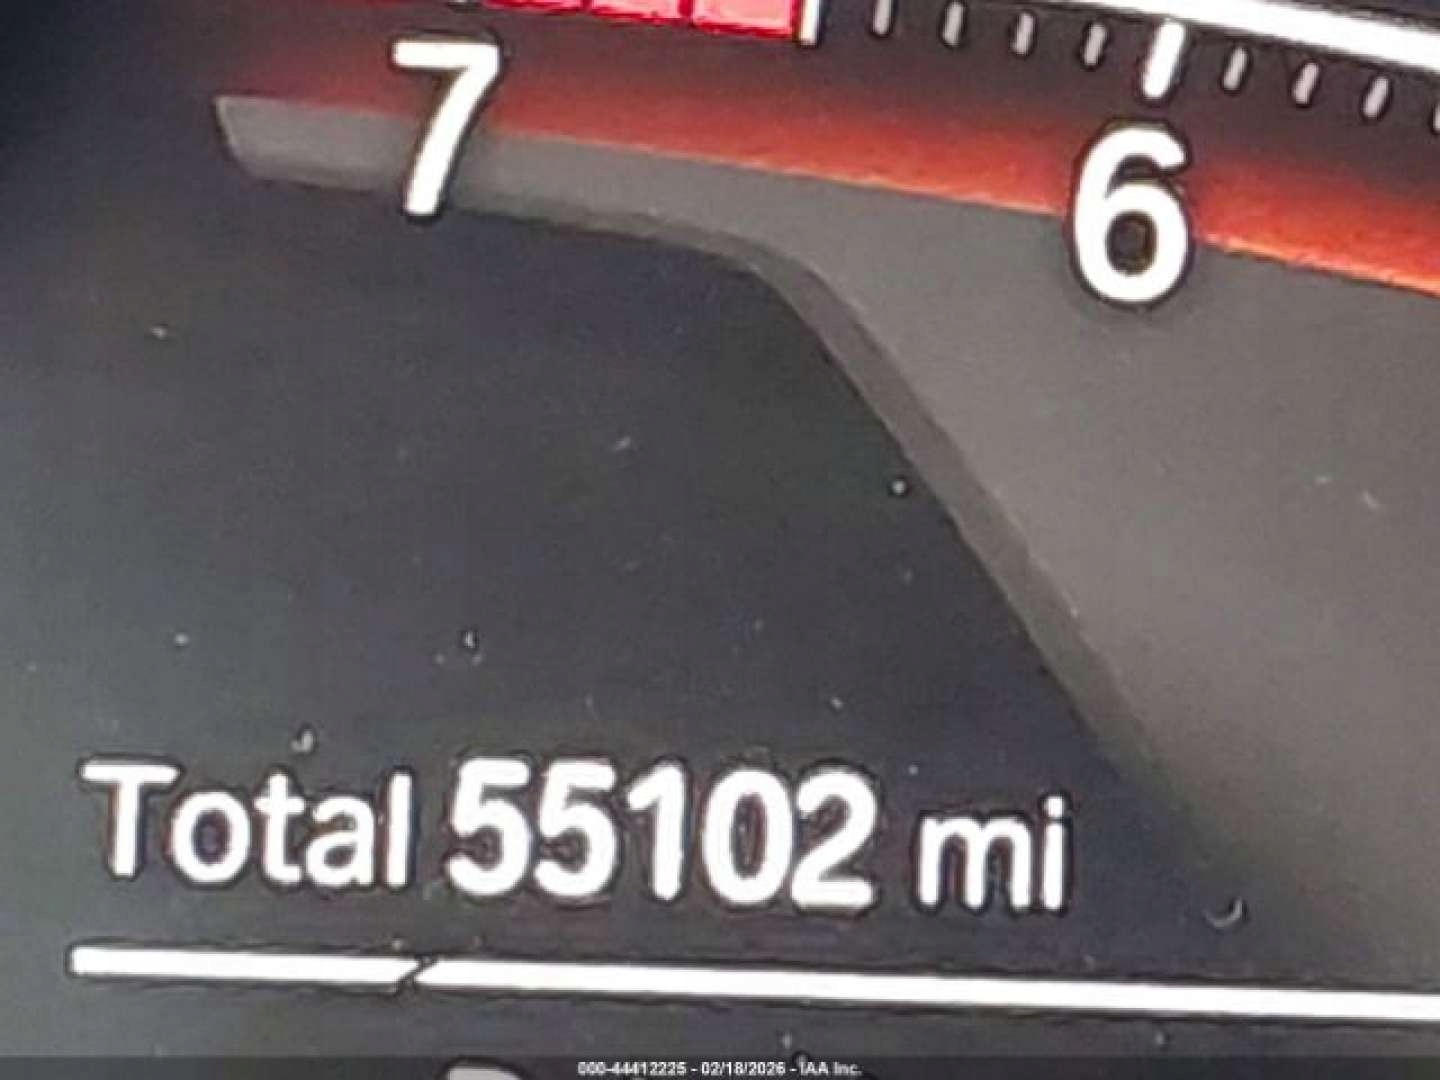 7
6
Total 55102 mi
000-44412225 - 02/18/2026 - IAA Inc.